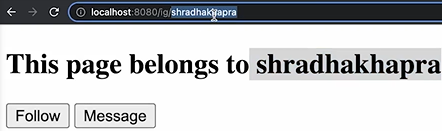 localhost:8080/ig/shradhakhapra
This page belongs to shradhakhapra
Follow Message